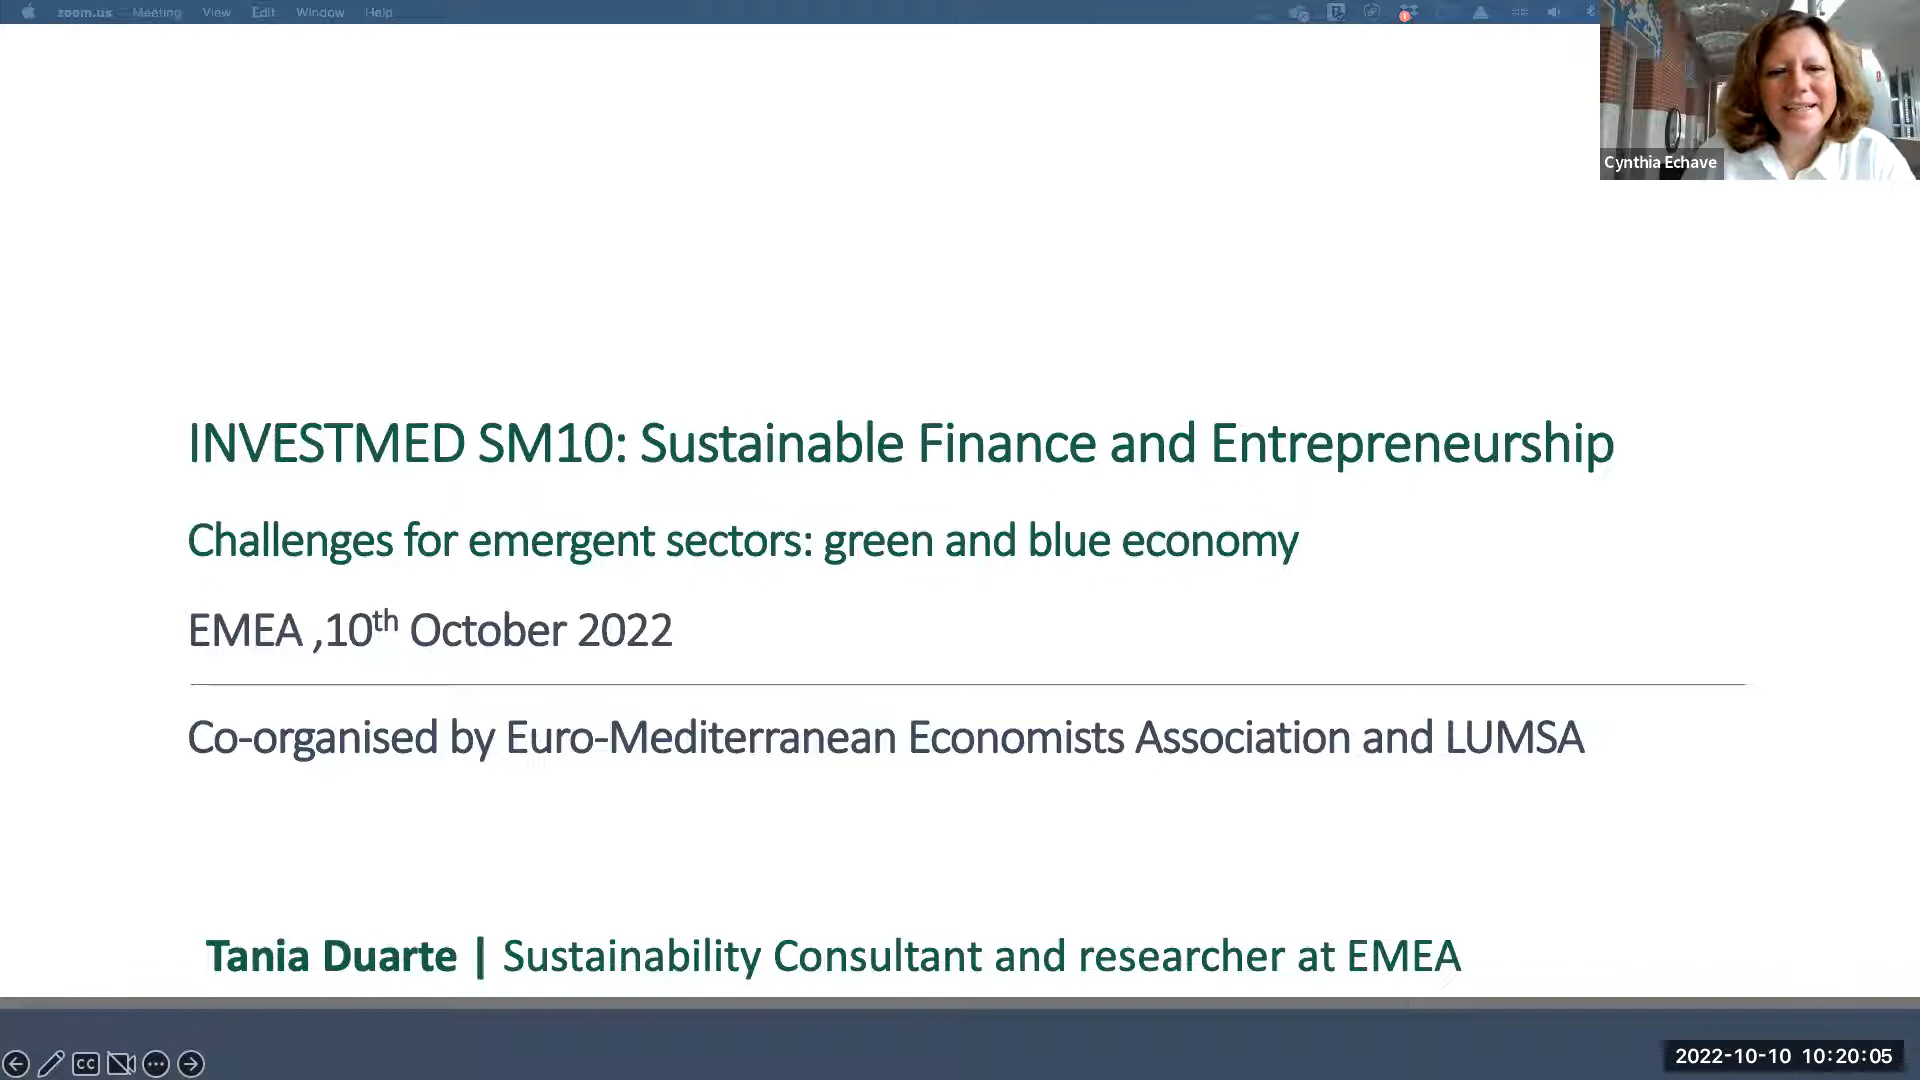 zoom.us Meeting View Edit Window Help
Cynthia Echave
INVESTMED SM10: Sustainable Finance and Entrepreneurship
Challenges for emergent sectors: green and blue economy
EMEA ,10th October 2022
Co-organised by Euro-Mediterranean Economists Association and LUMSA
Tania Duarte | Sustainability Consultant and researcher at EMEA
CC
2022-10-10 10:20:05